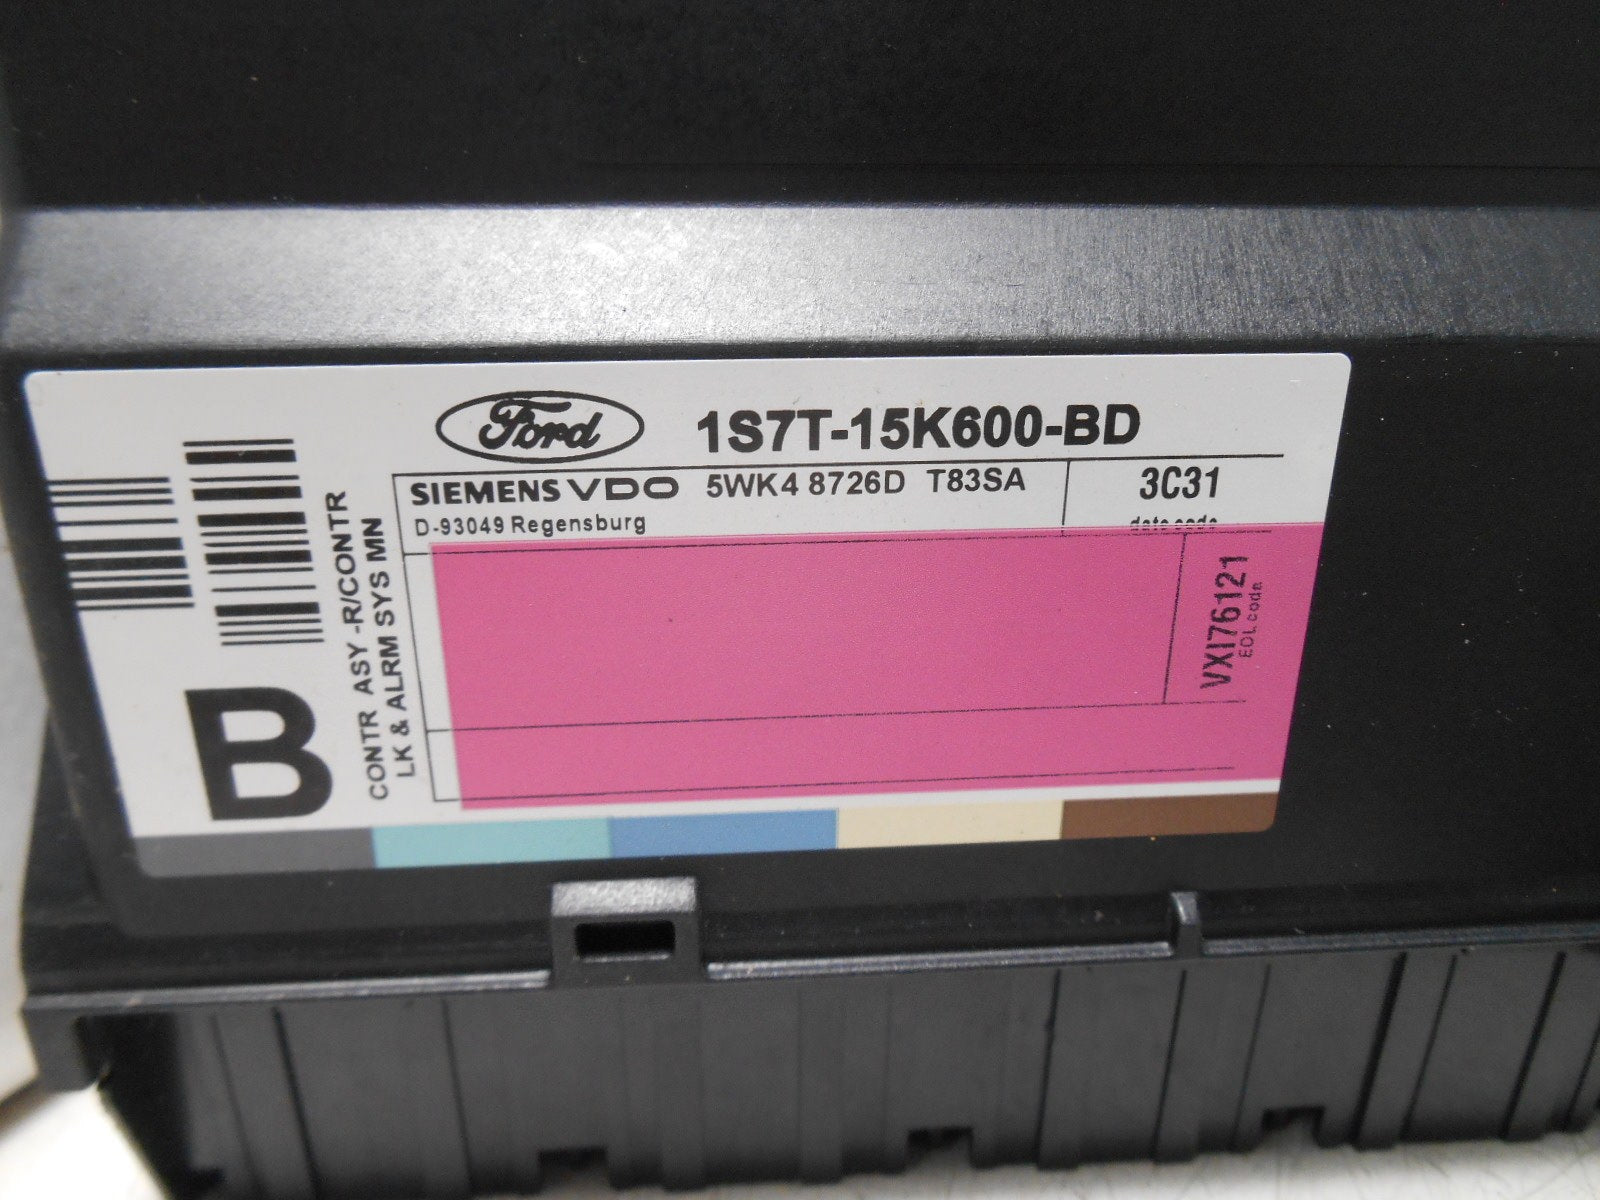 Ford 1S7T-15K600-BD
SIEMENS VDO 5WK4 8726D T83SA 3C31
D-93049 Regensburg date code
VXI76121
EOL code
CONTR ASY -R/CONTR
LK & ALRM SYS MN
B